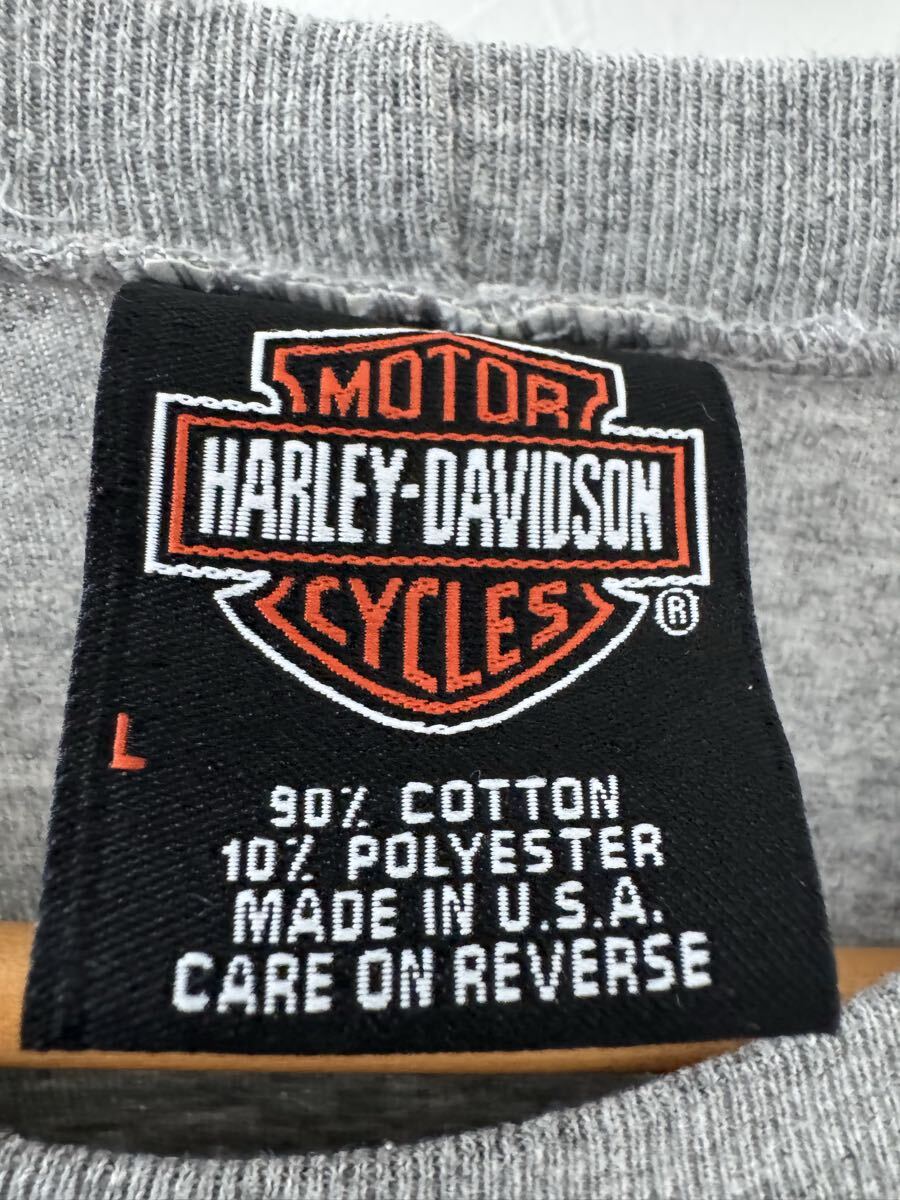 MOTOR
HARLEY-DAVIDSON
CYCLES
®
L
90% COTTON
10% POLYESTER
MADE IN U.S.A.
CARE ON REVERSE